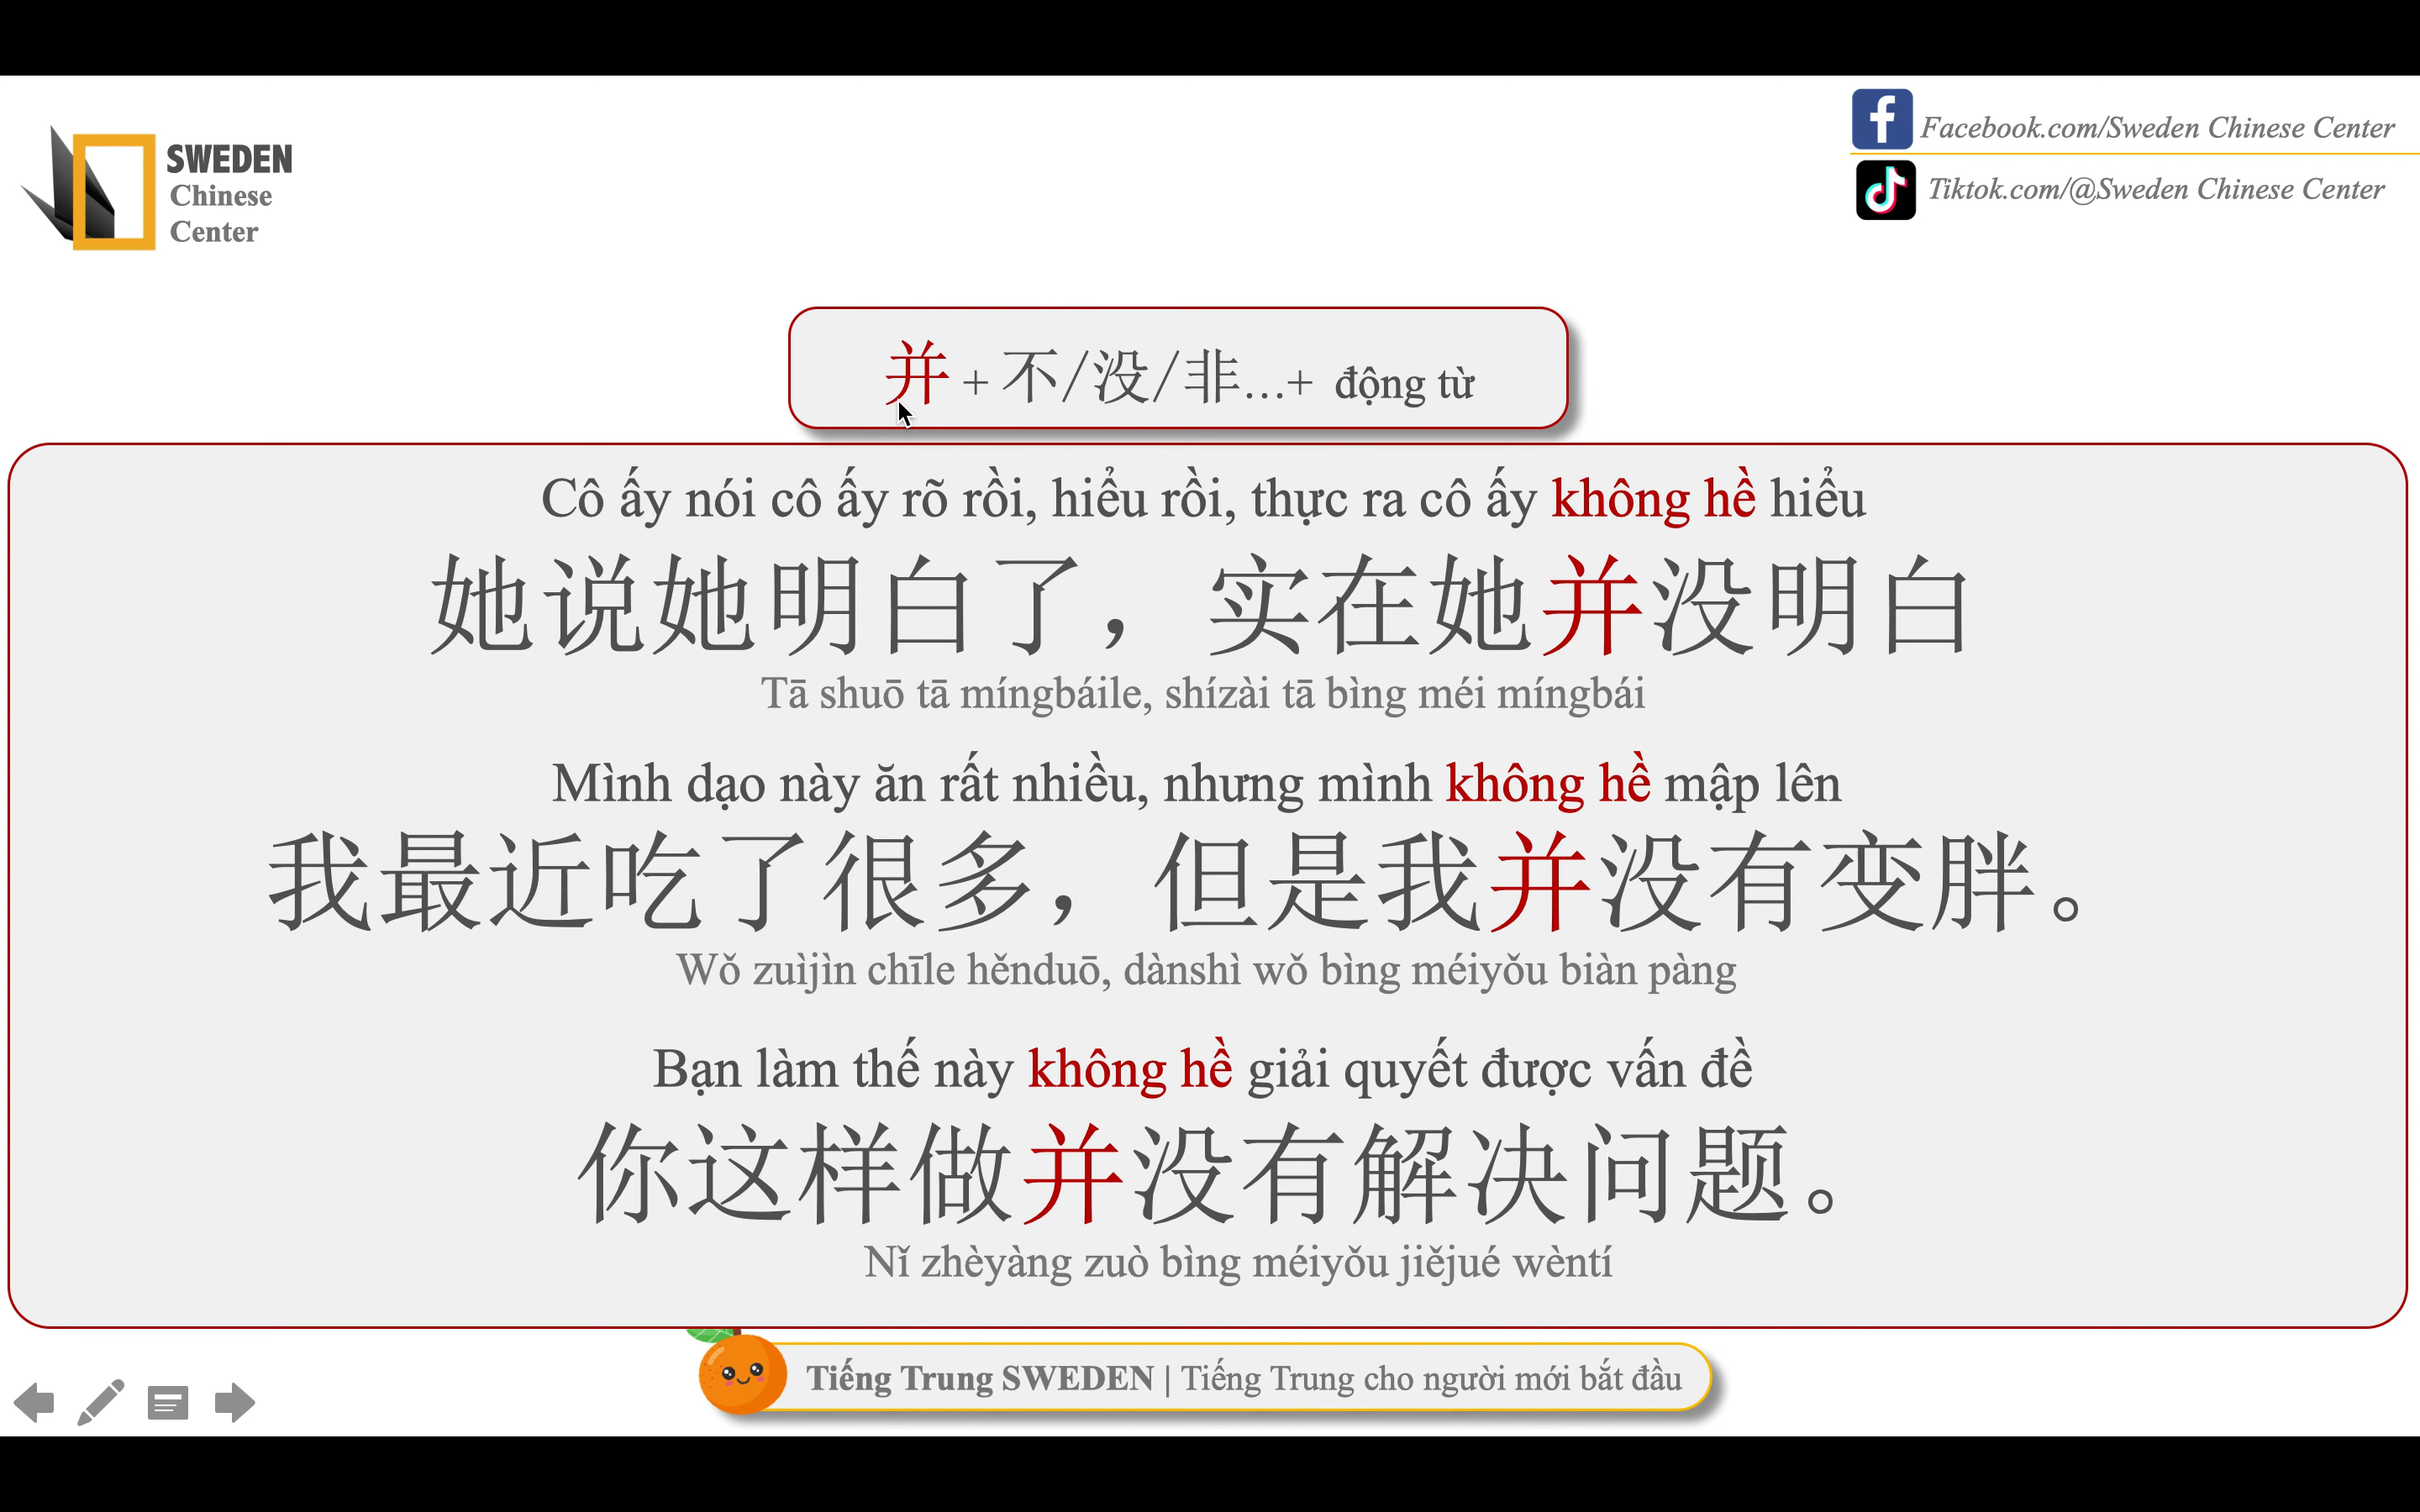 SWEDEN
Chinese
Center
Facebook.com/Sweden Chinese Center
Tiktok.com/@Sweden Chinese Center
并 + 不/没/非...+ động từ
Cô ấy nói cô ấy rõ rồi, hiểu rồi, thực ra cô ấy không hề hiểu
她说她明白了，实在她并没明白
Tā shuō tā míngbáile, shízài tā bìng méi míngbái
Mình dạo này ăn rất nhiều, nhưng mình không hề mập lên
我最近吃了很多，但是我并没有变胖。
Wǒ zuìjìn chīle hěnduō, dànshì wǒ bìng méiyǒu biàn pàng
Bạn làm thế này không hề giải quyết được vấn đề
你这样做并没有解决问题。
Nǐ zhèyàng zuò bìng méiyǒu jiějué wèntí
Tiếng Trung SWEDEN | Tiếng Trung cho người mới bắt đầu